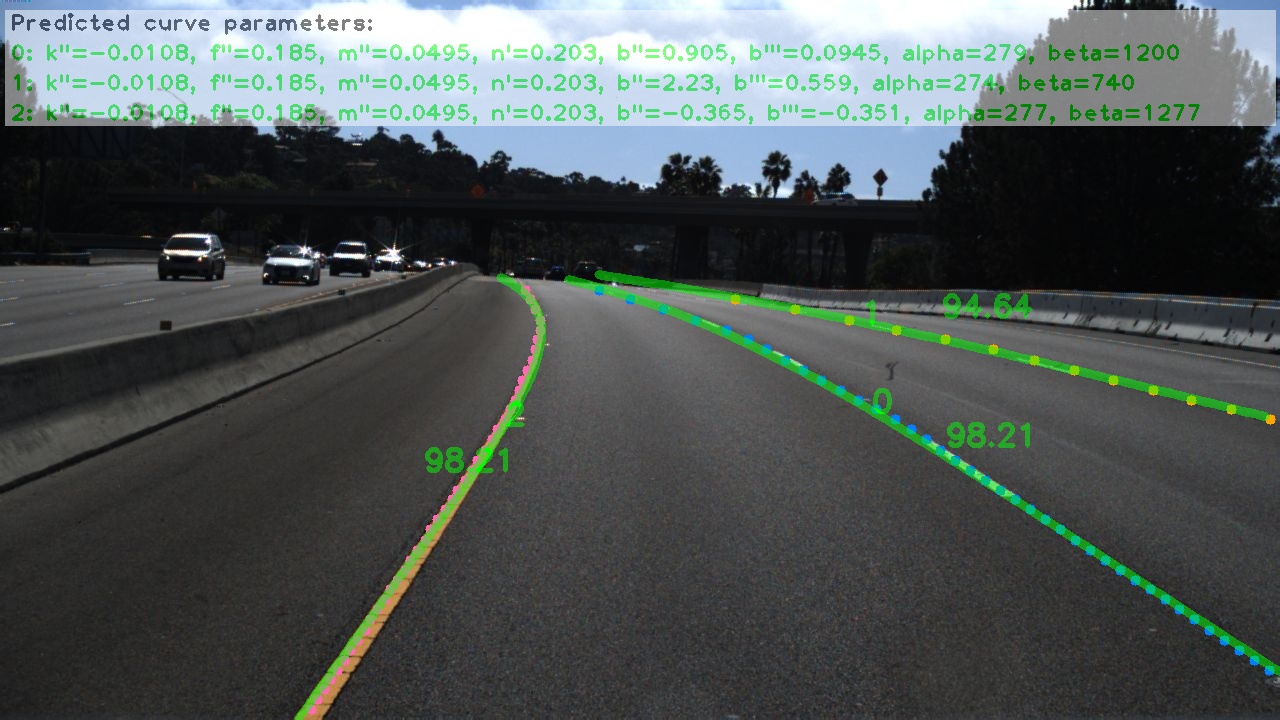 Predicted curve parameters:
0: k''=-0.0108, f''=0.185, m''=0.0495, n'=0.203, b''=0.905, b'''=0.0945, alpha=279, beta=1200
1: k''=-0.0108, f''=0.185, m''=0.0495, n'=0.203, b''=2.23, b'''=0.559, alpha=274, beta=740
2: k''=-0.0108, f''=0.185, m''=0.0495, n'=0.203, b''=-0.365, b'''=-0.351, alpha=277, beta=1277
1 94.64
0
2 98.21
98.21